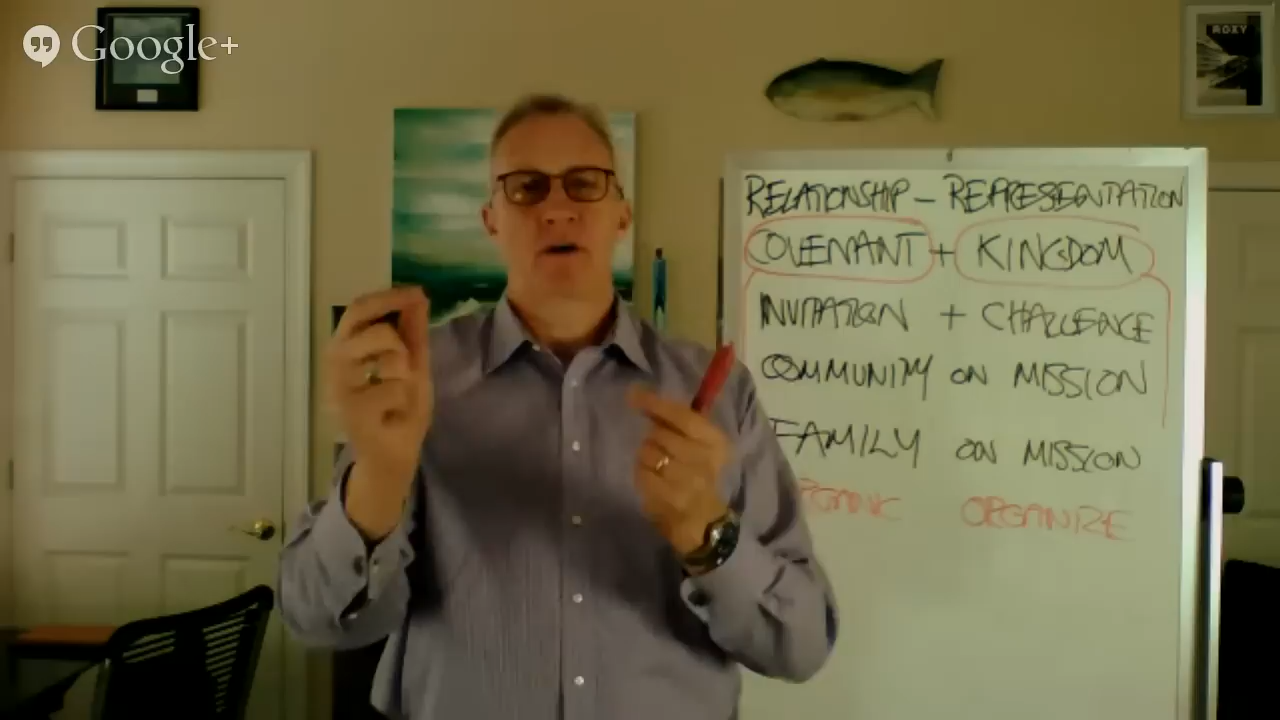 Google+
ROXY
RELATIONSHIP - REPRESENTATION
COVENANT + KINGDOM
INVITATION + CHALLENGE
COMMUNITY ON MISSION
FAMILY ON MISSION
ORGANIZE